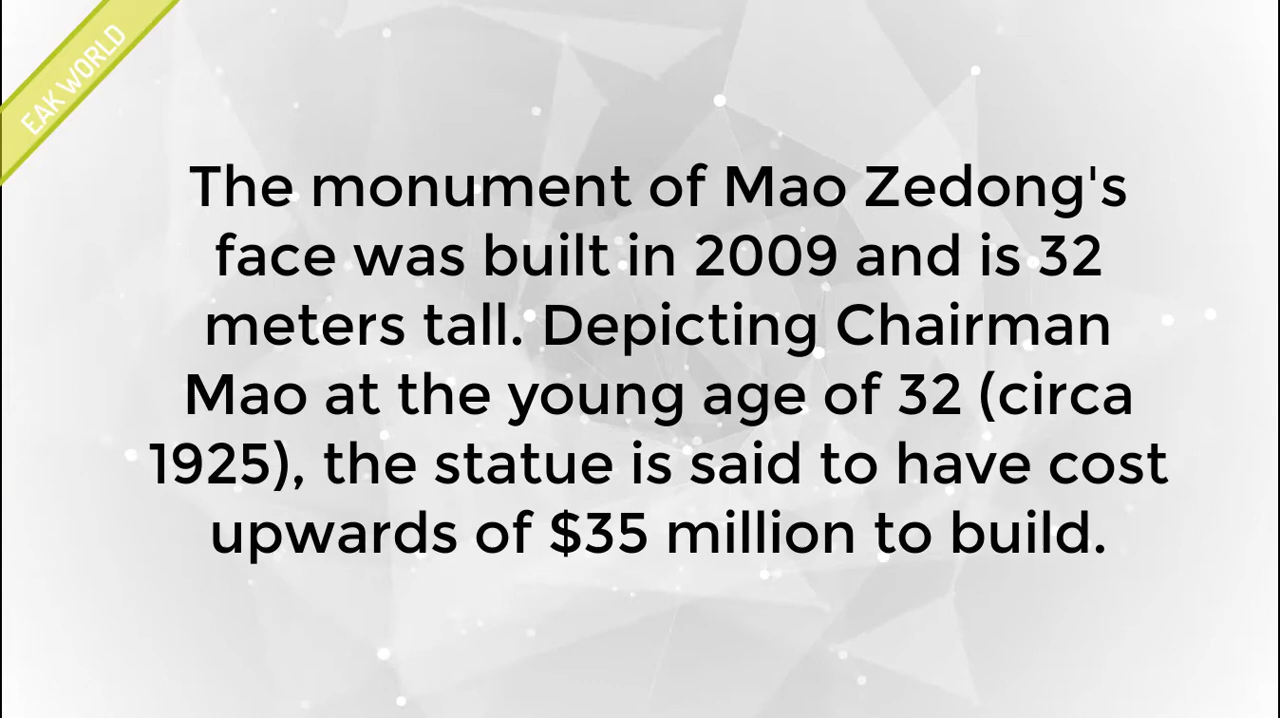 EAK WORLD
The monument of Mao Zedong's
face was built in 2009 and is 32
meters tall. Depicting Chairman
Mao at the young age of 32 (circa
1925), the statue is said to have cost
upwards of $35 million to build.